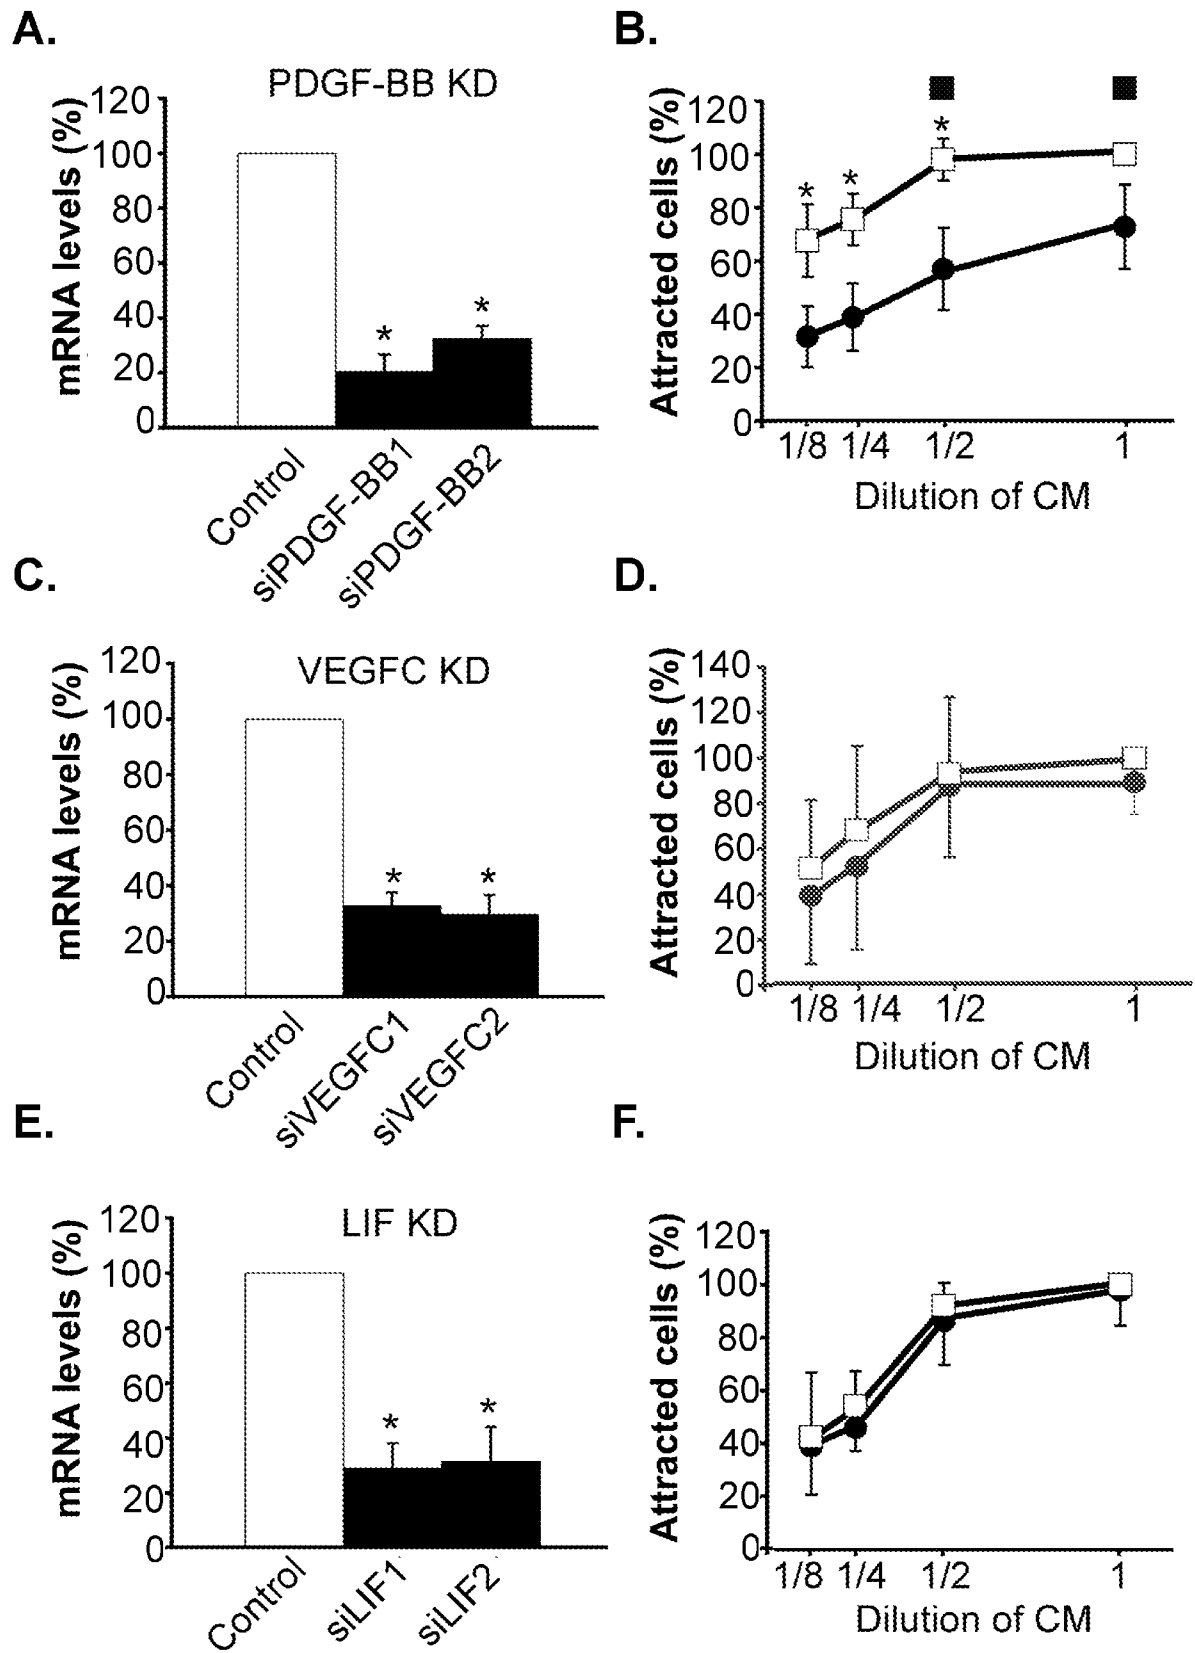 A.
PDGF-BB KD
mRNA levels (%)
120
100
80
60
40
20
0
*
*
Control
siPDGF-BB1
siPDGF-BB2
B.
Attracted cells (%)
120
100
80
60
40
20
0
*
*
*
1/8 1/4 1/2 1
Dilution of CM
C.
VEGFC KD
mRNA levels (%)
120
100
80
60
40
20
0
*
*
Control
siVEGFC1
siVEGFC2
D.
Attracted cells (%)
140
120
100
80
60
40
20
0
1/8 1/4 1/2 1
Dilution of CM
E.
LIF KD
mRNA levels (%)
120
100
80
60
40
20
0
*
*
Control
siLIF1
siLIF2
F.
Attracted cells (%)
120
100
80
60
40
20
0
1/8 1/4 1/2 1
Dilution of CM